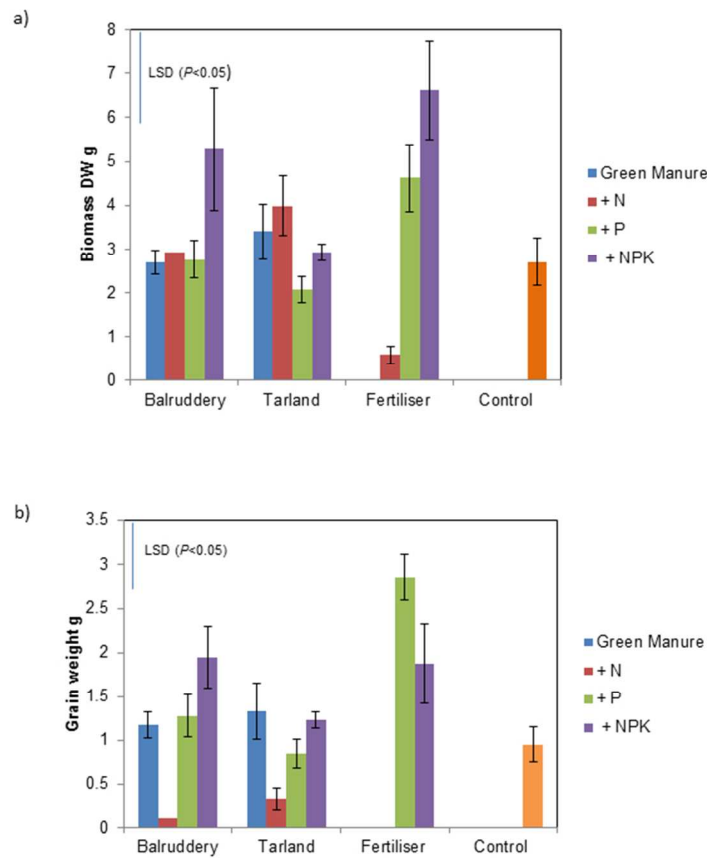 a)
8
7
6
5
4
3
2
1
0
Biomass DW g
LSD (P<0.05)
Balruddery Tarland Fertiliser Control
Green Manure
+ N
+ P
+ NPK
b)
3.5
3
2.5
2
1.5
1
0.5
0
Grain weight g
LSD (P<0.05)
Balruddery Tarland Fertiliser Control
Green Manure
+ N
+ P
+ NPK